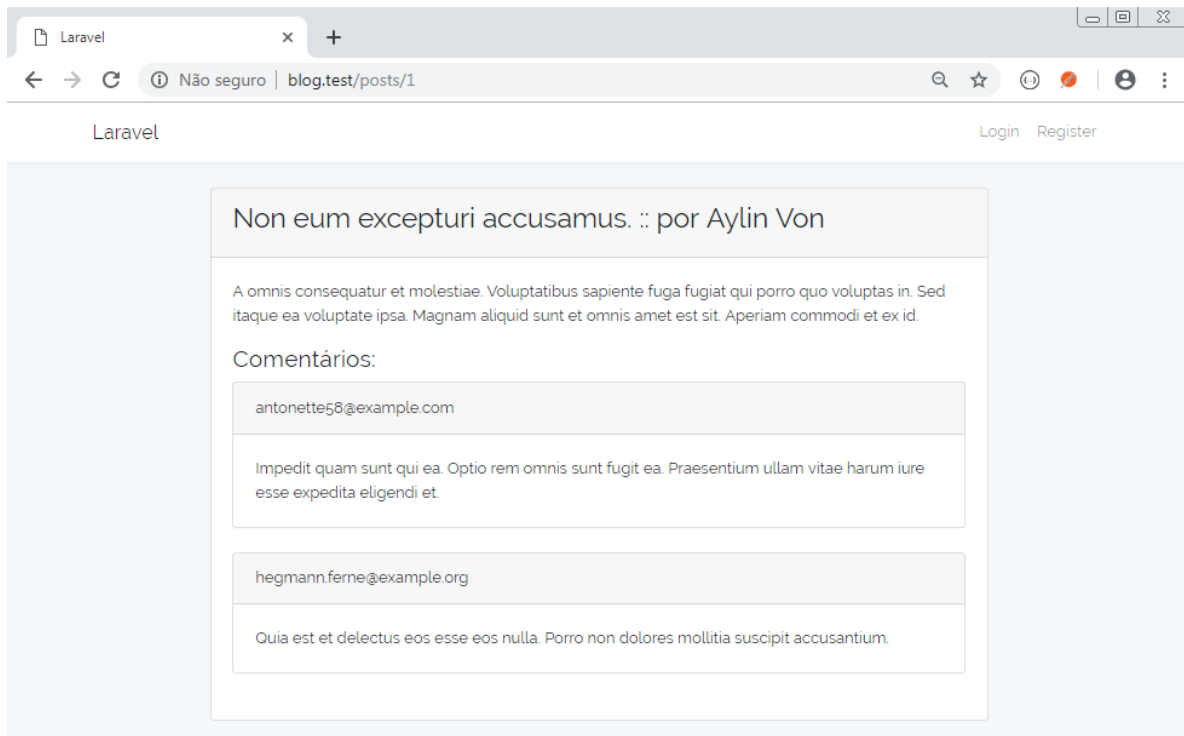 Laravel
Não seguro | blog.test/posts/1
Laravel
Login Register
Non eum excepturi accusamus. :: por Aylin Von
A omnis consequatur et molestiae. Voluptatibus sapiente fuga fugiat qui porro quo voluptas in. Sed
itaque ea voluptate ipsa. Magnam aliquid sunt et omnis amet est sit. Aperiam commodi et ex id.
Comentários:
antonette58@example.com
Impedit quam sunt qui ea. Optio rem omnis sunt fugit ea. Praesentium ullam vitae harum iure
esse expedita eligendi et.
hegmann.ferne@example.org
Quia est et delectus eos esse eos nulla. Porro non dolores mollitia suscipit accusantium.